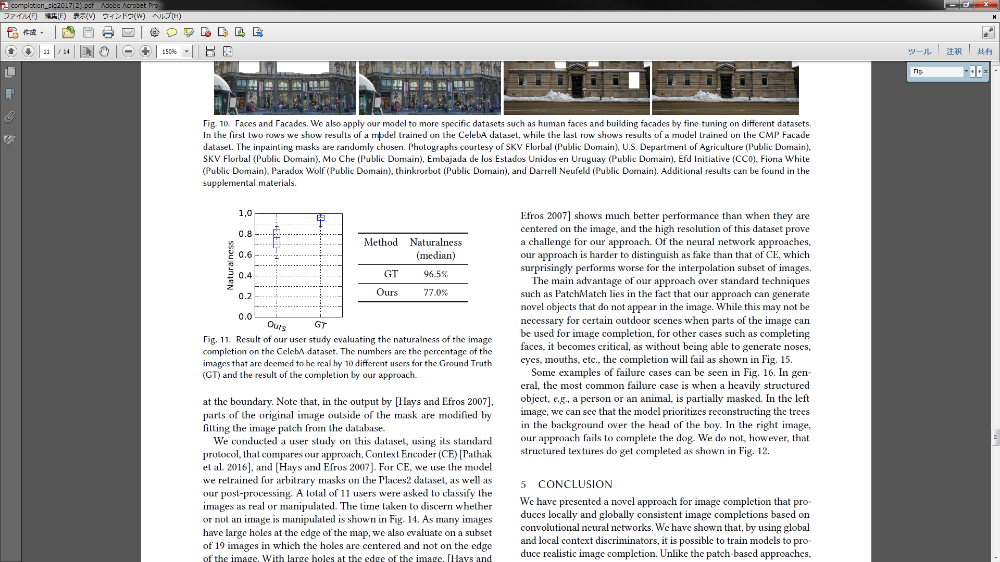 completion_sig2017(2).pdf - Adobe Acrobat Pro
ファイル(F) 編集(E) 表示(V) ウィンドウ(W) ヘルプ(H)
作成
11 / 14 150% ツール 注釈 共有
Fig.
Fig. 10. Faces and Facades. We also apply our model to more specific datasets such as human faces and building facades by fine-tuning on different datasets.
In the first two rows we show results of a model trained on the CelebA dataset, while the last row shows results of a model trained on the CMP Facade
dataset. The inpainting masks are randomly chosen. Photographs courtesy of SKV Florbal (Public Domain), U.S. Department of Agriculture (Public Domain),
SKV Florbal (Public Domain), Mo Che (Public Domain), Embajada de los Estados Unidos en Uruguay (Public Domain), Efd Initiative (CC0), Fiona White
(Public Domain), Paradox Wolf (Public Domain), thinkrorbot (Public Domain), and Darrell Neufeld (Public Domain). Additional results can be found in the
supplemental materials.
Naturalness
1,0
0.8
0.6
0.4
0.2
0.0
Ours GT
Method Naturalness
(median)
GT 96.5%
Ours 77.0%
Fig. 11. Result of our user study evaluating the naturalness of the image
completion on the CelebA dataset. The numbers are the percentage of the
images that are deemed to be real by 10 different users for the Ground Truth
(GT) and the result of the completion by our approach.
at the boundary. Note that, in the output by [Hays and Efros 2007],
parts of the original image outside of the mask are modified by
fitting the image patch from the database.
We conducted a user study on this dataset, using its standard
protocol, that compares our approach, Context Encoder (CE) [Pathak
et al. 2016], and [Hays and Efros 2007]. For CE, we use the model
we retrained for arbitrary masks on the Places2 dataset, as well as
our post-processing. A total of 11 users were asked to classify the
images as real or manipulated. The time taken to discern whether
or not an image is manipulated is shown in Fig. 14. As many images
have large holes at the edge of the map, we also evaluate on a subset
of 19 images in which the holes are centered and not on the edge
of the image. With large holes at the edge of the image, [Hays and
Efros 2007] shows much better performance than when they are
centered on the image, and the high resolution of this dataset prove
a challenge for our approach. Of the neural network approaches,
our approach is harder to distinguish as fake than that of CE, which
surprisingly performs worse for the interpolation subset of images.
The main advantage of our approach over standard techniques
such as PatchMatch lies in the fact that our approach can generate
novel objects that do not appear in the image. While this may not be
necessary for certain outdoor scenes when parts of the image can
be used for image completion, for other cases such as completing
faces, it becomes critical, as without being able to generate noses,
eyes, mouths, etc., the completion will fail as shown in Fig. 15.
Some examples of failure cases can be seen in Fig. 16. In gen-
eral, the most common failure case is when a heavily structured
object, e.g., a person or an animal, is partially masked. In the left
image, we can see that the model prioritizes reconstructing the trees
in the background over the head of the boy. In the right image,
our approach fails to complete the dog. We do not, however, that
structured textures do get completed as shown in Fig. 12.
5 CONCLUSION
We have presented a novel approach for image completion that pro-
duces locally and globally consistent image completions based on
convolutional neural networks. We have shown that, by using global
and local context discriminators, it is possible to train models to pro-
duce realistic image completion. Unlike the patch-based approaches,